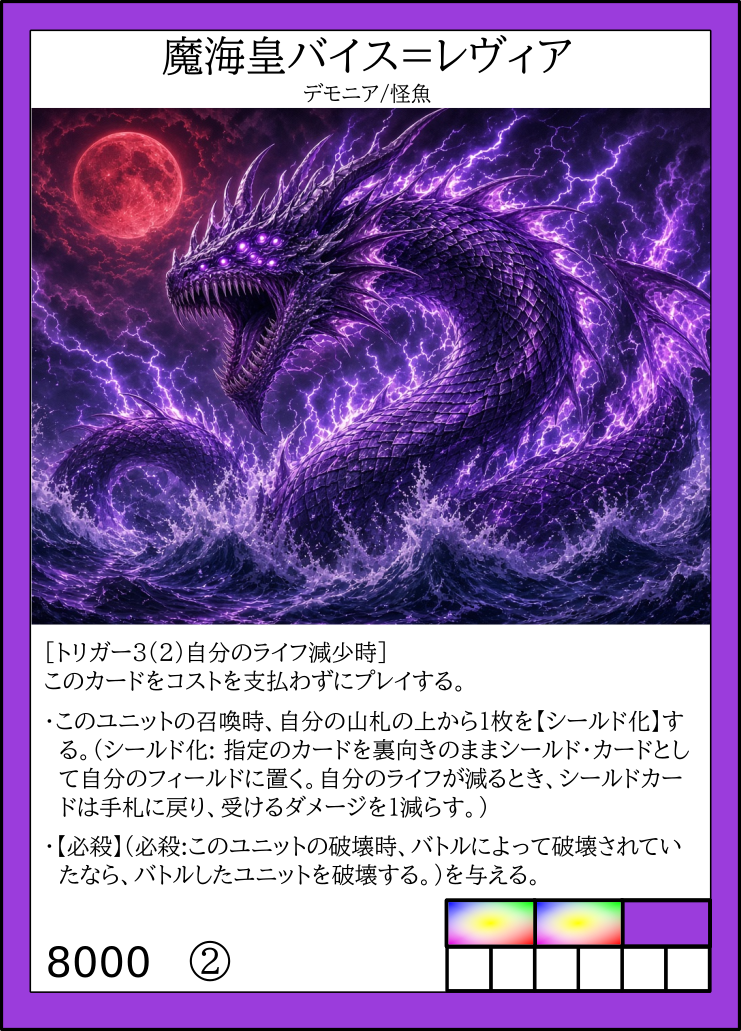 魔海皇バイス=レヴィア
デモニア/怪魚
[トリガー3(2)自分のライフ減少時]
このカードをコストを支払わずにプレイする。
・このユニットの召喚時、自分の山札の上から1枚を【シールド化】す
る。(シールド化: 指定のカードを裏向きのままシールド・カードとし
て自分のフィールドに置く。自分のライフが減るとき、シールドカー
ドは手札に戻り、受けるダメージを1減らす。)
・【必殺】(必殺:このユニットの破壊時、バトルによって破壊されてい
たなら、バトルしたユニットを破壊する。)を与える。
8000 ②